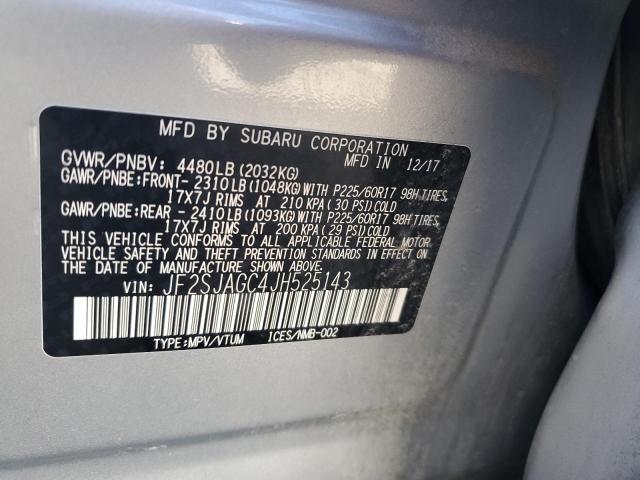 MFD BY SUBARU CORPORATION
GVWR/PNBV: 4480LB (2032KG) MFD IN 12/17
GAWR/PNBE:FRONT- 2310LB (1048KG) WITH P225/60R17 98H TIRES,
17X7J RIMS AT 210 KPA ( 30 PSI) COLD
GAWR/PNBE:REAR - 2410LB (1093KG) WITH P225/60R17 98H TIRES,
17X7J RIMS AT 200 KPA ( 29 PSI) COLD
THIS VEHICLE CONFORMS TO ALL APPLICABLE FEDERAL MOTOR
VEHICLE SAFETY AND THEFT PREVENTION STANDARDS IN EFFECT ON
THE DATE OF MANUFACTURE SHOWN ABOVE.
VIN: JF2SJAGC4JH525143
TYPE:MPV/VTUM ICES/NMB-002